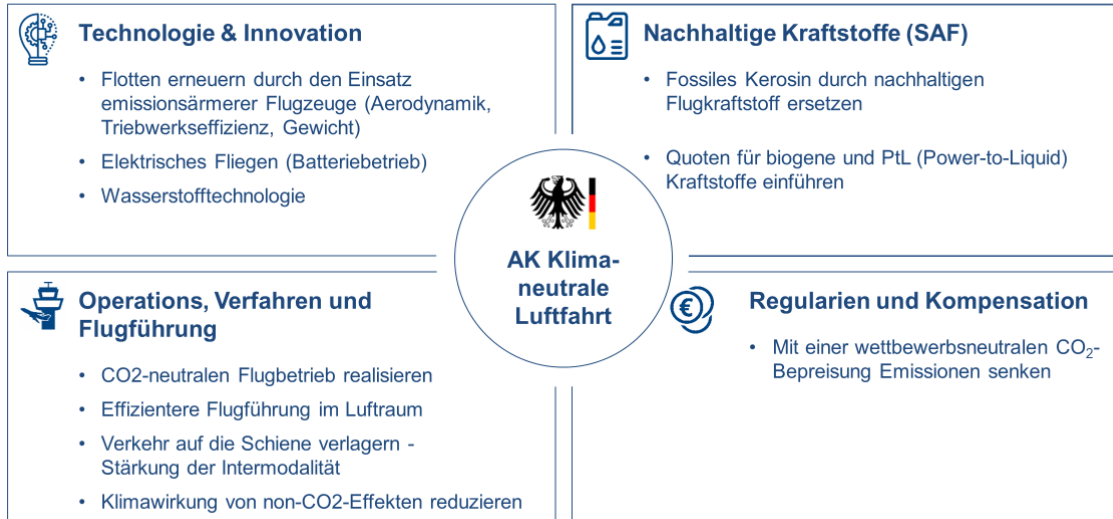 Technologie & Innovation
• Flotten erneuern durch den Einsatz
emissionsärmerer Flugzeuge (Aerodynamik,
Triebwerkseffizienz, Gewicht)
• Elektrisches Fliegen (Batteriebetrieb)
• Wasserstofftechnologie
Nachhaltige Kraftstoffe (SAF)
• Fossiles Kerosin durch nachhaltigen
Flugkraftstoff ersetzen
• Quoten für biogene und PtL (Power-to-Liquid)
Kraftstoffe einführen
AK Klima-
neutrale
Luftfahrt
Operations, Verfahren und
Flugführung
• CO2-neutralen Flugbetrieb realisieren
• Effizientere Flugführung im Luftraum
• Verkehr auf die Schiene verlagern -
Stärkung der Intermodalität
• Klimawirkung von non-CO2-Effekten reduzieren
€
Regularien und Kompensation
• Mit einer wettbewerbsneutralen CO₂-
Bepreisung Emissionen senken